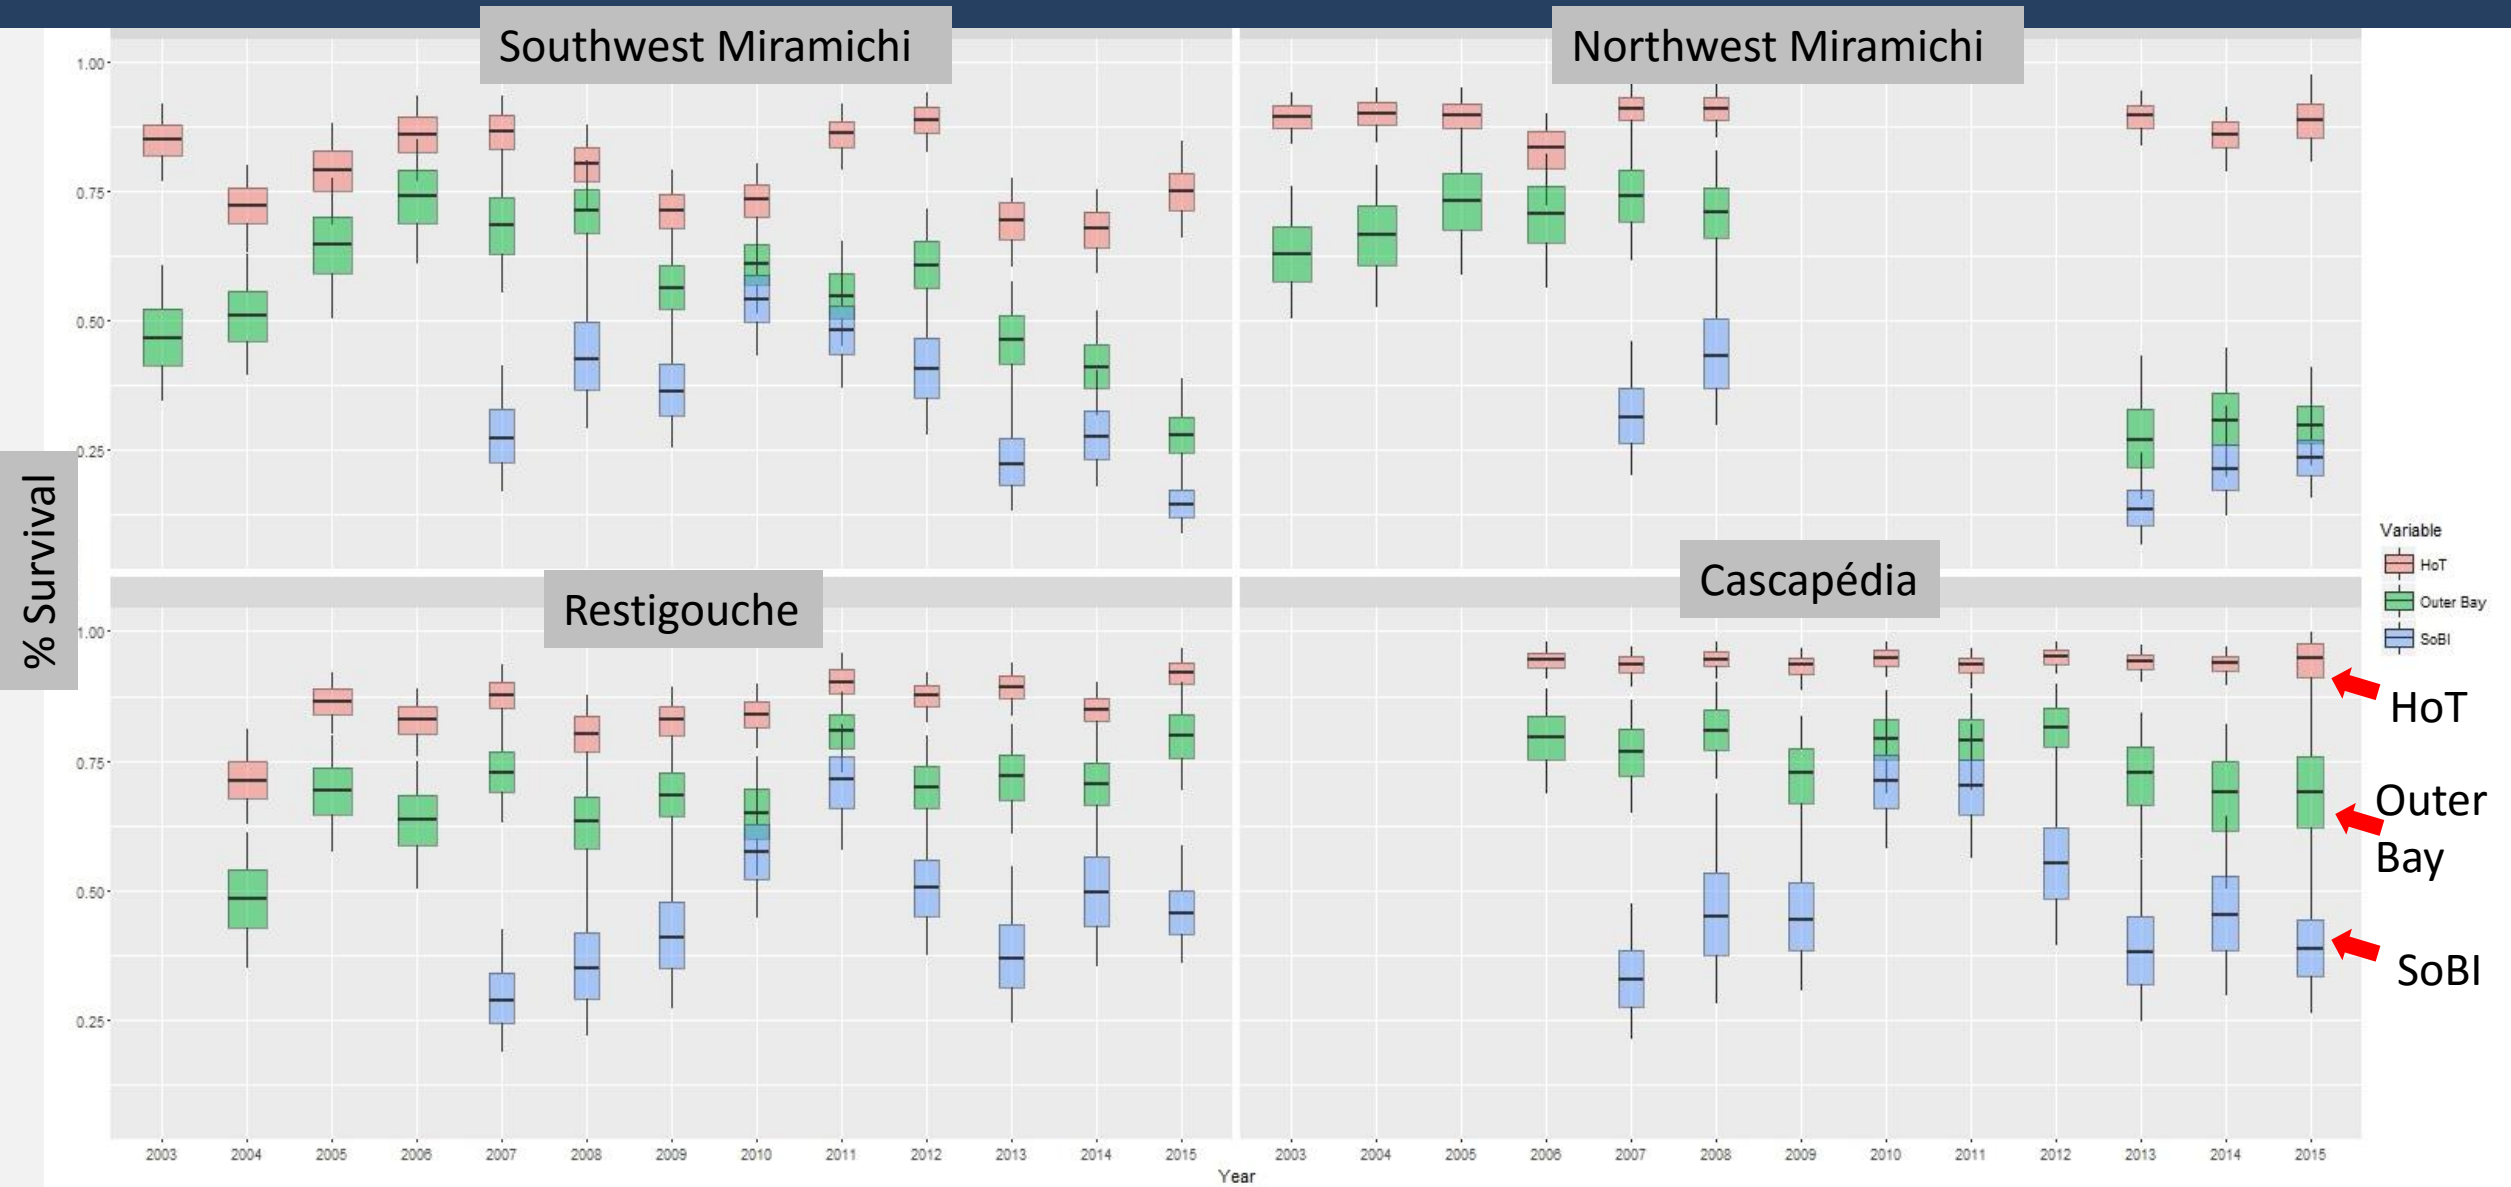 Southwest Miramichi
Northwest Miramichi
1.00
0.75
0.50
0.25
% Survival
Restigouche
Cascapédia
1.00
0.75
0.50
0.25
2003 2004 2005 2006 2007 2008 2009 2010 2011 2012 2013 2014 2015
2003 2004 2005 2006 2007 2008 2009 2010 2011 2012 2013 2014 2015
Year
Variable
HoT
Outer Bay
SoBI
HoT
Outer
Bay
SoBI